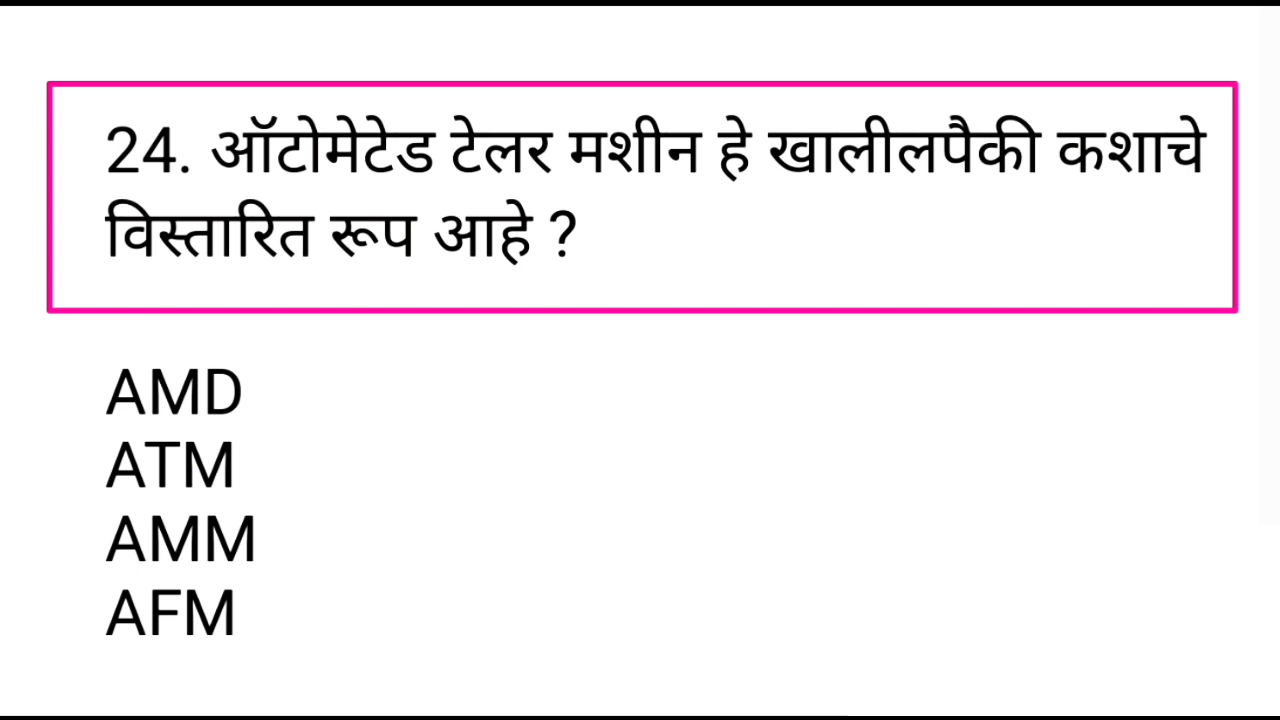 24. ऑटोमेटेड टेलर मशीन हे खालीलपैकी कशाचे
विस्तारित रूप आहे ?
AMD
ATM
AMM
AFM